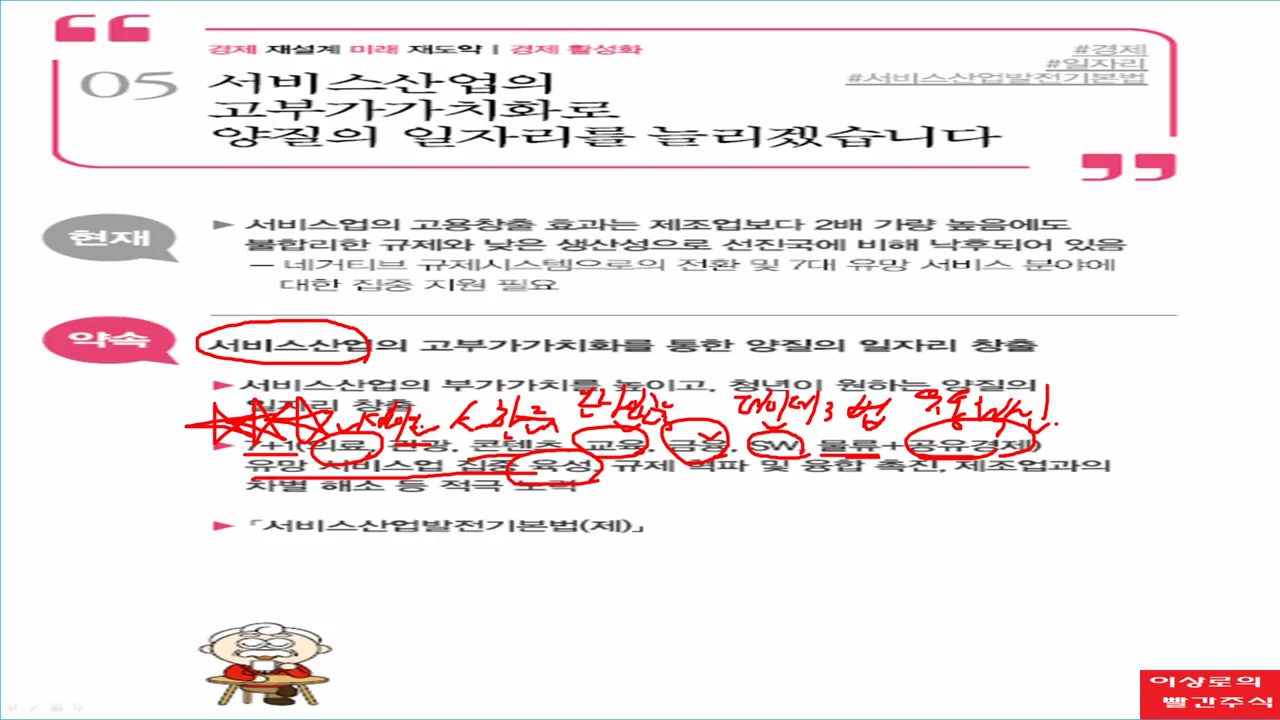 경제 재설계 미래 재도약 | 경제 활성화
#경제
#일자리
#서비스산업발전기본법
05 서비스산업의
고부가가치화로
양질의 일자리를 늘리겠습니다
현재
▶ 서비스업의 고용창출 효과는 제조업보다 2배 가량 높음에도
불합리한 규제와 낮은 생산성으로 선진국에 비해 낙후되어 있음
– 네거티브 규제시스템으로의 전환 및 7대 유망 서비스 분야에
대한 집중 지원 필요
약속
서비스산업의 고부가가치화를 통한 양질의 일자리 창출
▶ 서비스산업의 부가가치를 높이고, 청년이 원하는 양질의
일자리 창출
▶ 7+1(의료, 관광, 콘텐츠, 교육, 금융, SW, 물류+공유경제)
유망 서비스업 집중 육성, 규제 혁파 및 융합 촉진, 제조업과의
차별 해소 등 적극 노력
▶ 「서비스산업발전기본법(제)」
이상로의
빨간주식